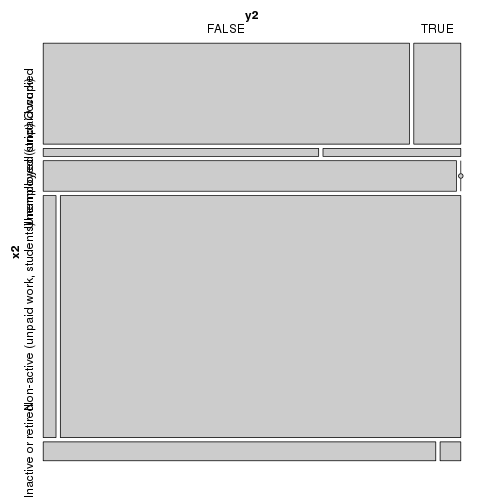 y2
FALSE
TRUE
x2
Non-active (unpaid work, students)
Inactive or retired